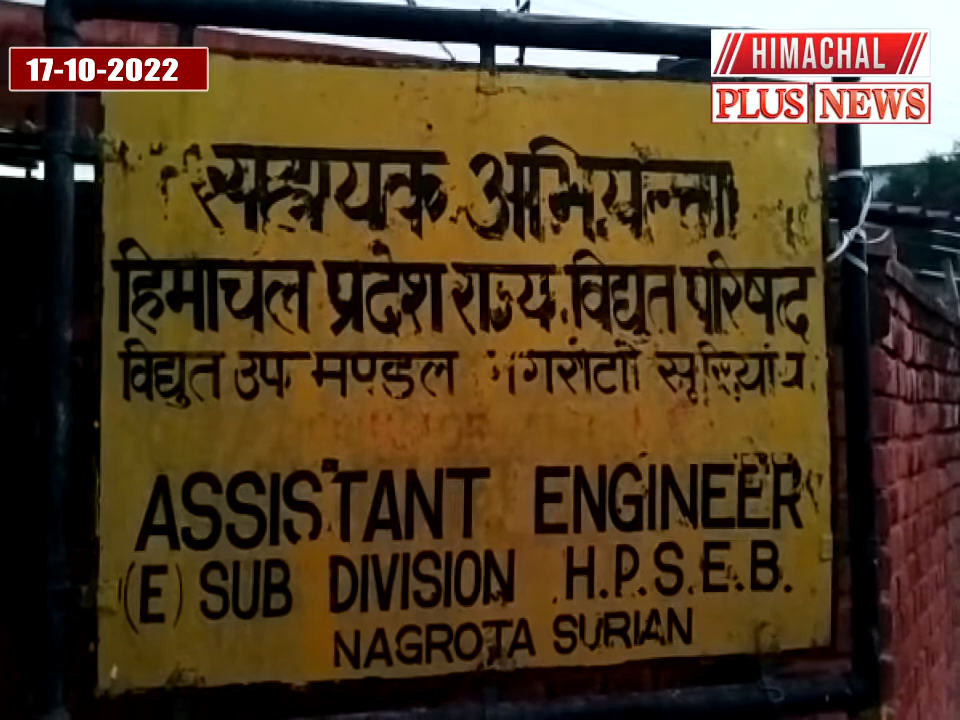 17-10-2022
HIMACHAL
PLUS NEWS
सहायक अभियन्ता
हिमाचल प्रदेश राज्य विद्युत परिषद
विद्युत उप मण्डल नगरोटा सूरियां
ASSISTANT ENGINEER
(E) SUB DIVISION H.P.S.E.B.
NAGROTA SURIAN